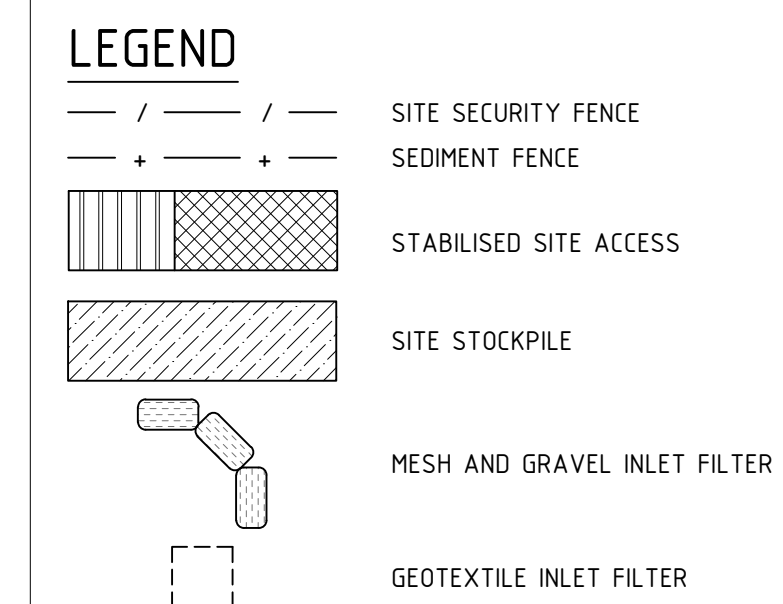 LEGEND
SITE SECURITY FENCE
SEDIMENT FENCE
STABILISED SITE ACCESS
SITE STOCKPILE
MESH AND GRAVEL INLET FILTER
GEOTEXTILE INLET FILTER